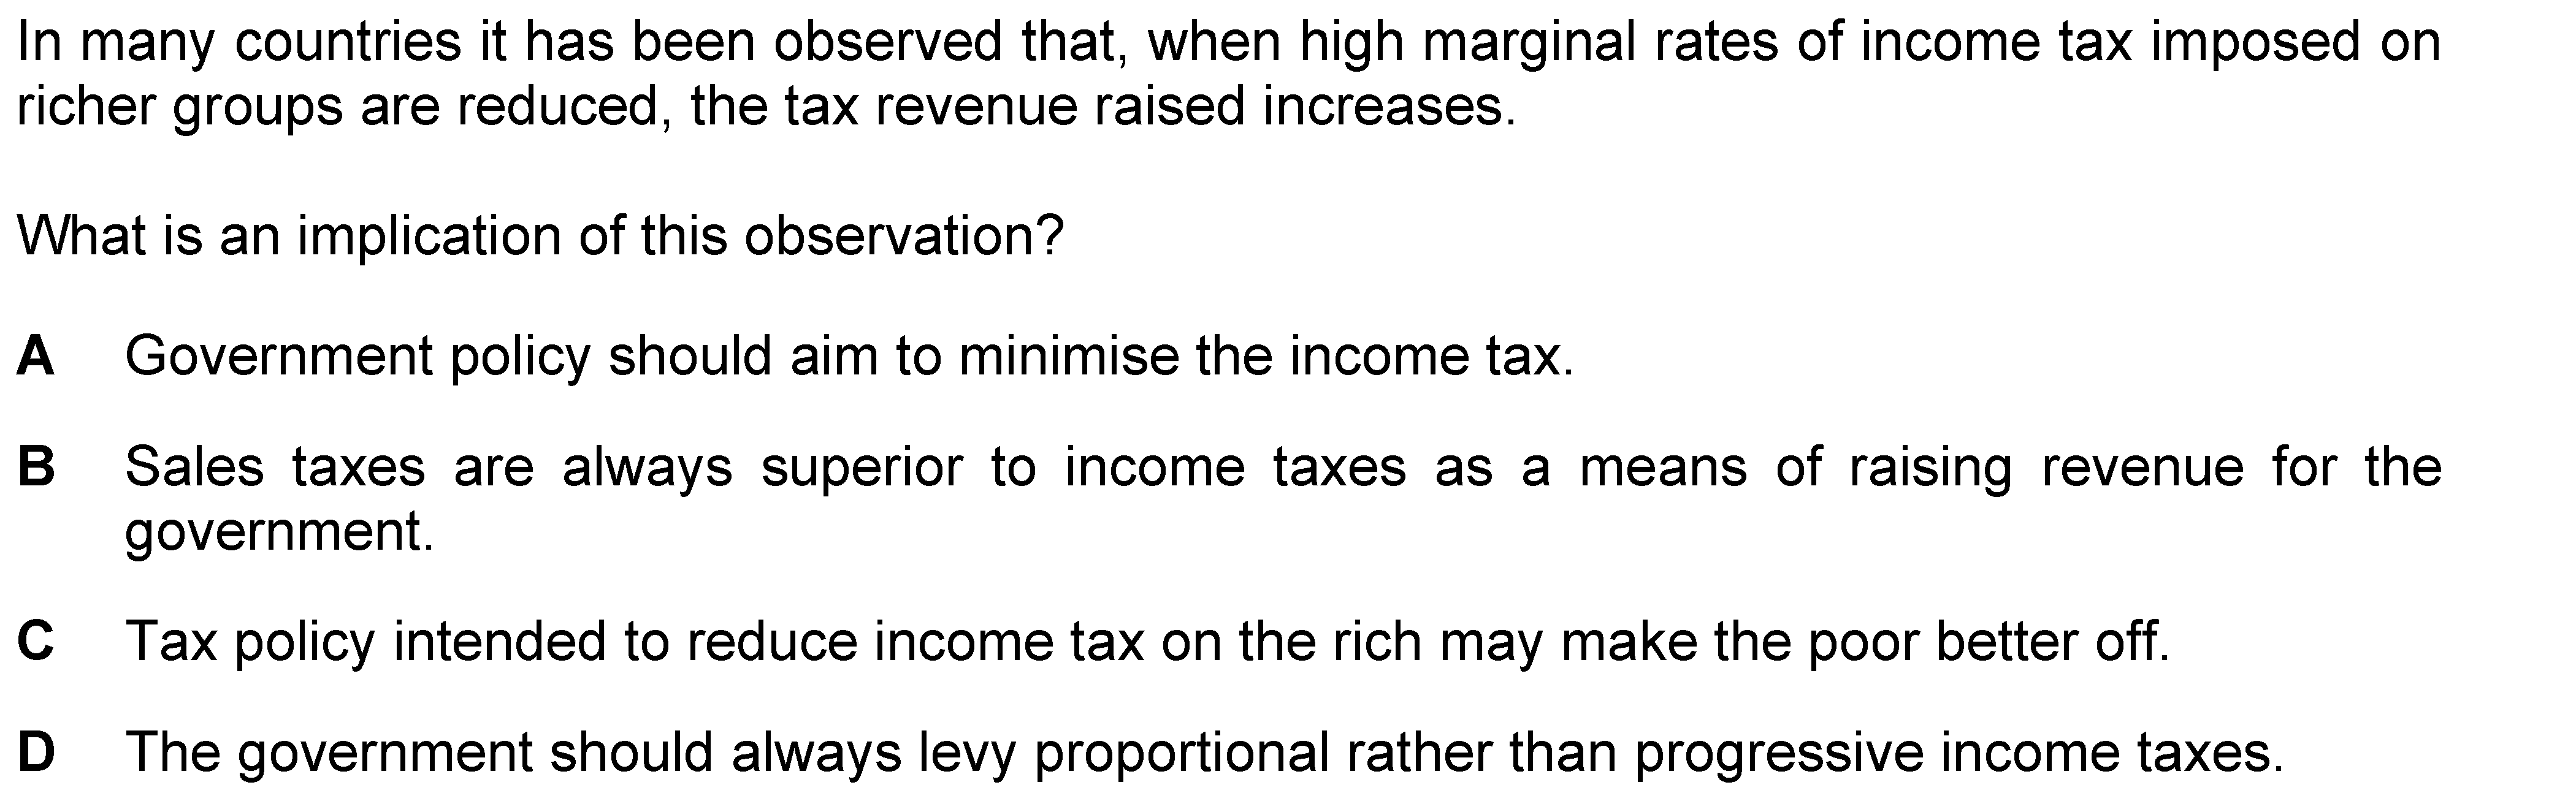 In many countries it has been observed that, when high marginal rates of income tax imposed on
richer groups are reduced, the tax revenue raised increases.
What is an implication of this observation?
A Government policy should aim to minimise the income tax.
B Sales taxes are always superior to income taxes as a means of raising revenue for the
government.
C Tax policy intended to reduce income tax on the rich may make the poor better off.
D The government should always levy proportional rather than progressive income taxes.